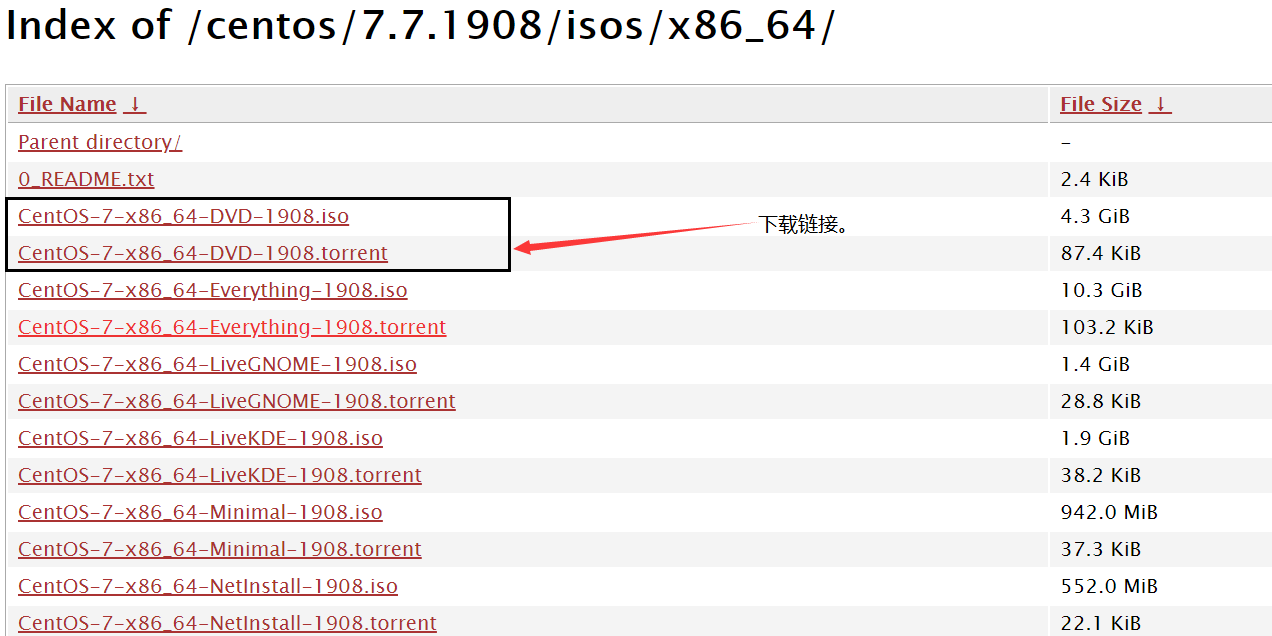 Index of /centos/7.7.1908/isos/x86_64/
File Name ↓ File Size ↓
Parent directory/ -
0_README.txt 2.4 KiB
CentOS-7-x86_64-DVD-1908.iso 下载链接。 4.3 GiB
CentOS-7-x86_64-DVD-1908.torrent 87.4 KiB
CentOS-7-x86_64-Everything-1908.iso 10.3 GiB
CentOS-7-x86_64-Everything-1908.torrent 103.2 KiB
CentOS-7-x86_64-LiveGNOME-1908.iso 1.4 GiB
CentOS-7-x86_64-LiveGNOME-1908.torrent 28.8 KiB
CentOS-7-x86_64-LiveKDE-1908.iso 1.9 GiB
CentOS-7-x86_64-LiveKDE-1908.torrent 38.2 KiB
CentOS-7-x86_64-Minimal-1908.iso 942.0 MiB
CentOS-7-x86_64-Minimal-1908.torrent 37.3 KiB
CentOS-7-x86_64-NetInstall-1908.iso 552.0 MiB
CentOS-7-x86_64-NetInstall-1908.torrent 22.1 KiB